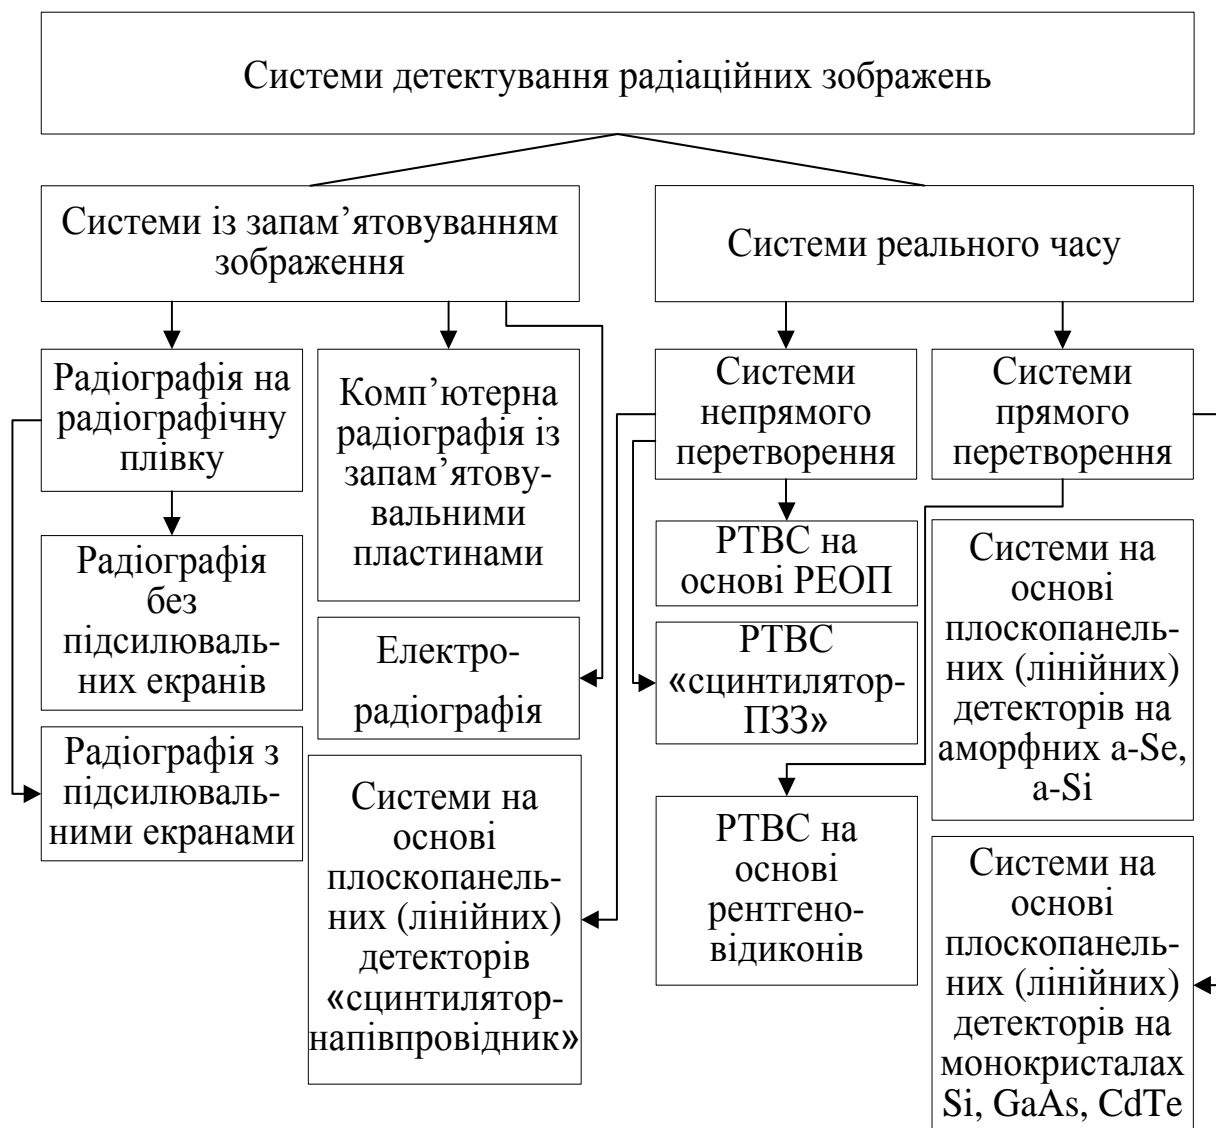 Системи детектування радіаційних зображень
Системи із запам’ятовуванням
зображення
Системи реального часу
Радіографія на
радіографічну
плівку
Комп’ютерна
радіографія із
запам’ятову-
вальними
пластинами
Системи
непрямого
перетворення
Системи
прямого
перетворення
Радіографія
без
підсилюваль-
них екранів
РТВС на
основі РЕОП
Системи на
основі
плоскопанель-
них (лінійних)
детекторів на
аморфних a-Se,
a-Si
Електро-
радіографія
РТВС
«сцинтилятор-
ПЗЗ»
Радіографія з
підсилюваль-
ними екранами
Системи на
основі
плоскопанель-
них (лінійних)
детекторів
«сцинтилятор-
напівпровідник»
РТВС на
основі
рентгено-
відиконів
Системи на
основі
плоскопанель-
них (лінійних)
детекторів на
монокристалах
Si, GaAs, CdTe